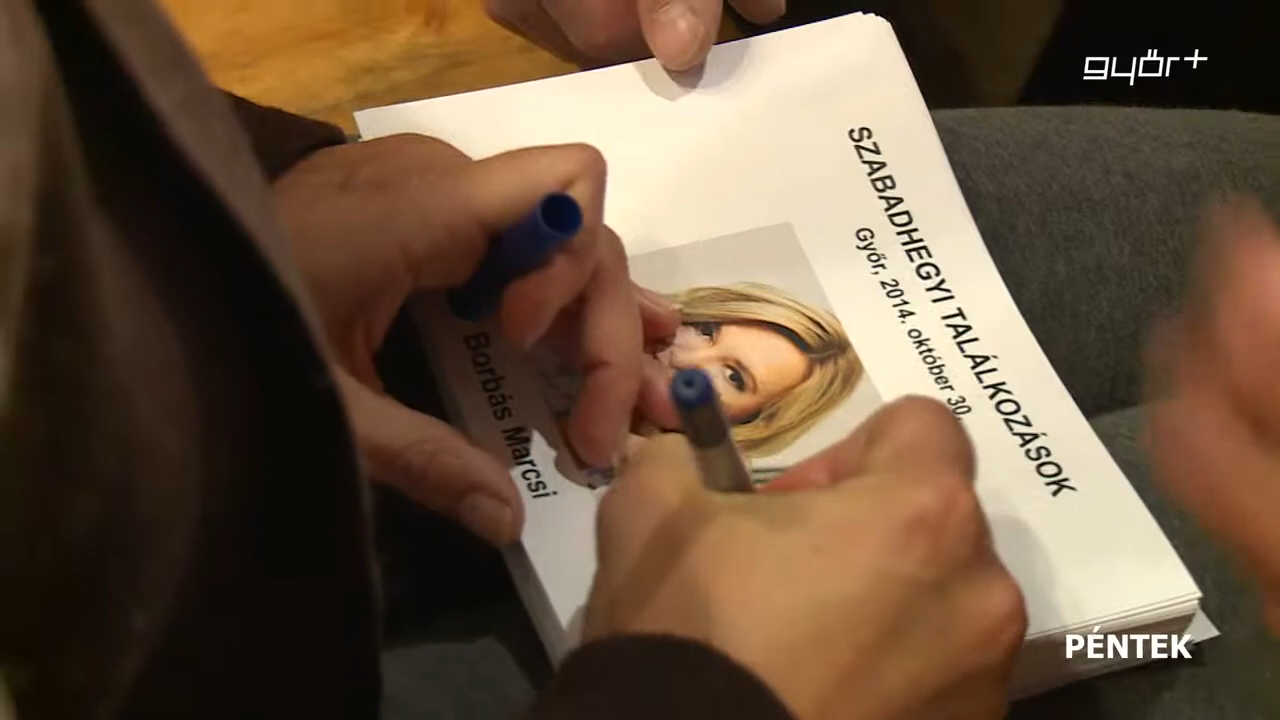 győr+
SZABADHEGYI TALÁLKOZÁSOK
Győr, 2014. október 30.
Borbás Marcsi
PÉNTEK